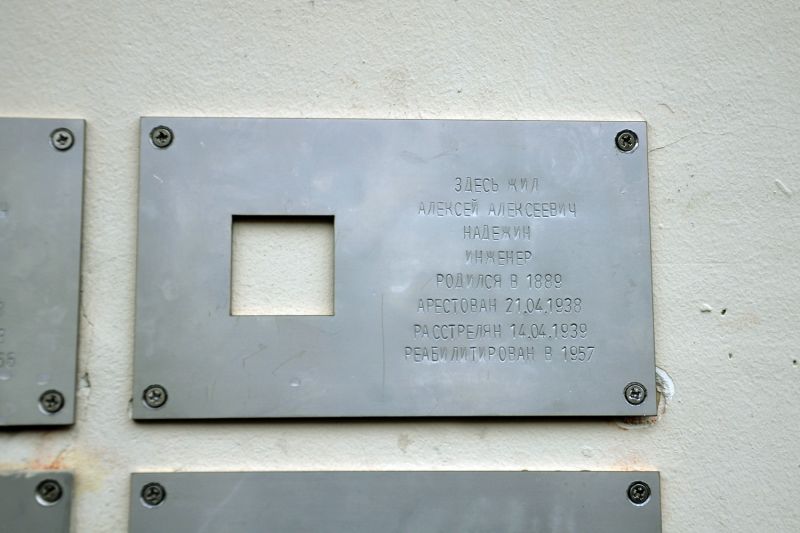 ЗДЕСЬ ЖИЛ
АЛЕКСЕЙ АЛЕКСЕЕВИЧ
НАДЕЖИН
ИНЖЕНЕР
РОДИЛСЯ В 1889
АРЕСТОВАН 21.04.1938
РАССТРЕЛЯН 14.04.1939
РЕАБИЛИТИРОВАН В 1957